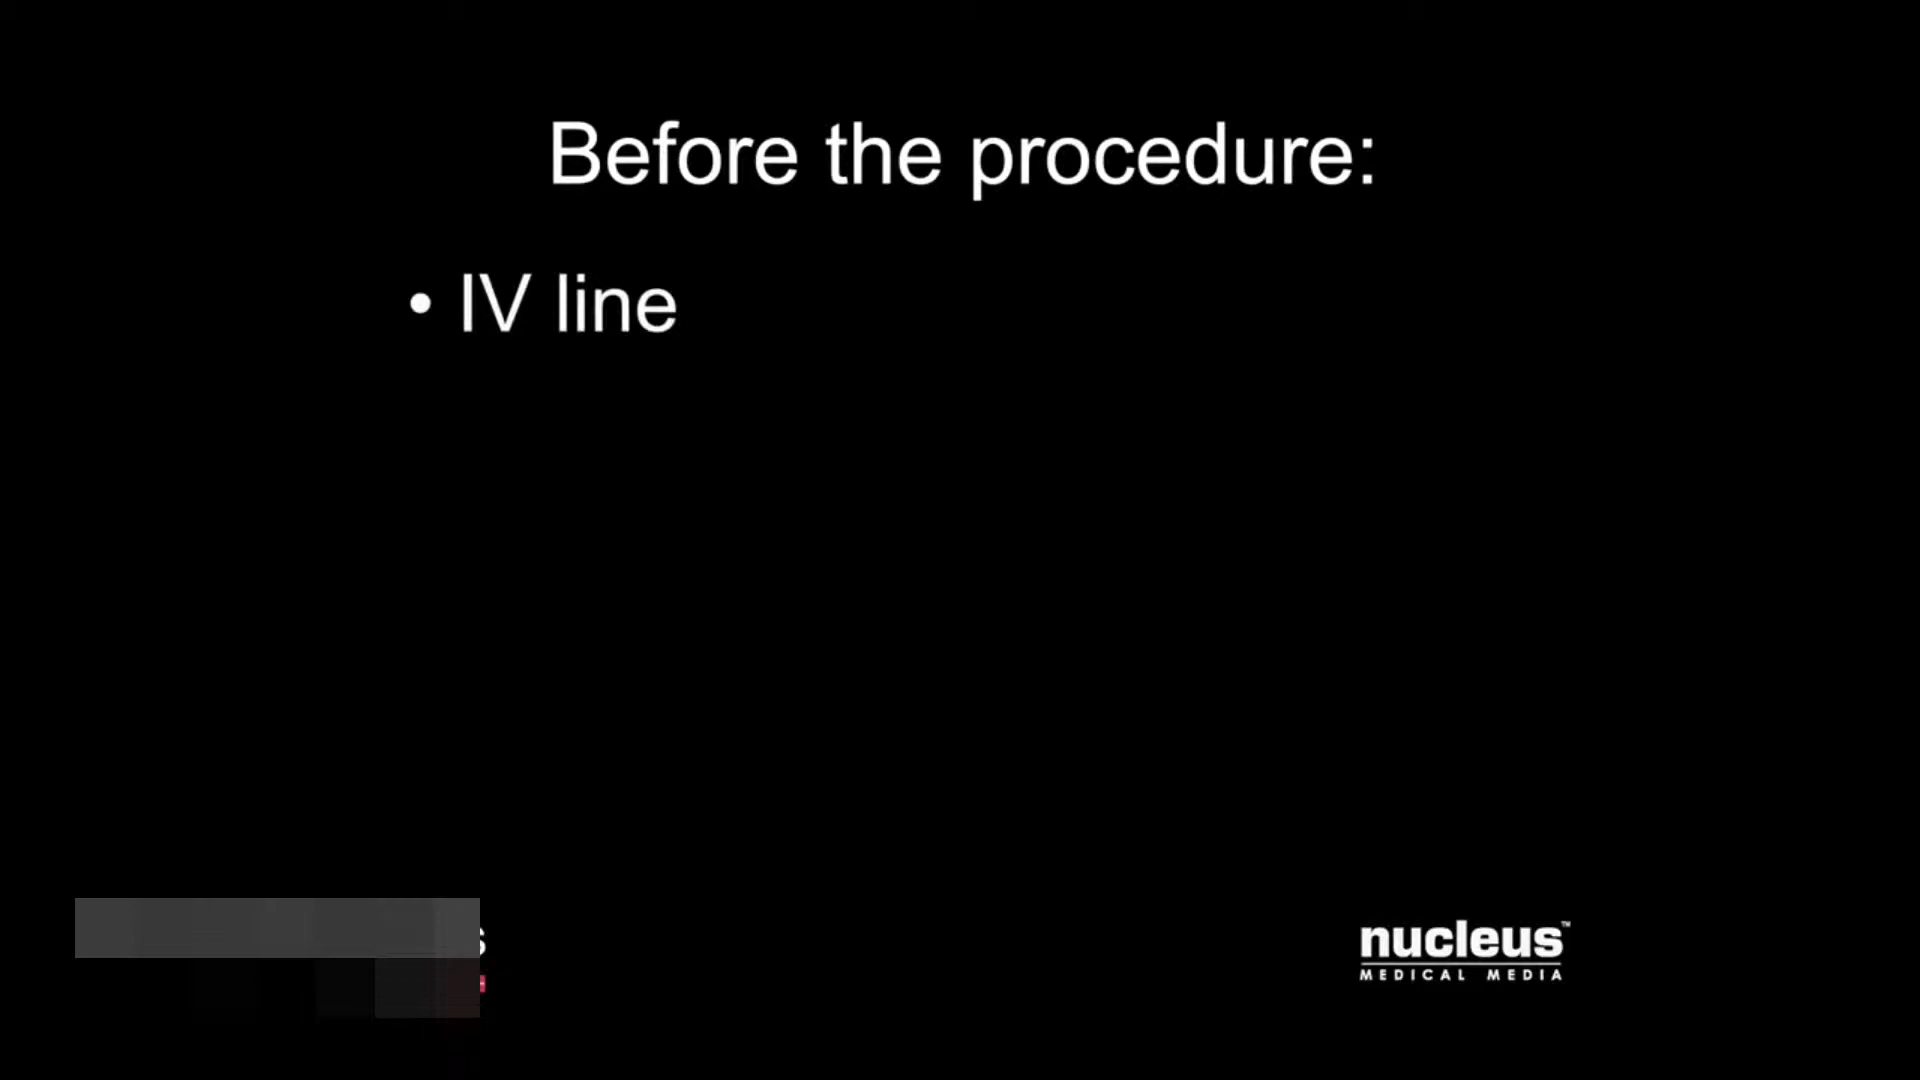 Before the procedure:
• IV line
nucleus™
MEDICAL MEDIA